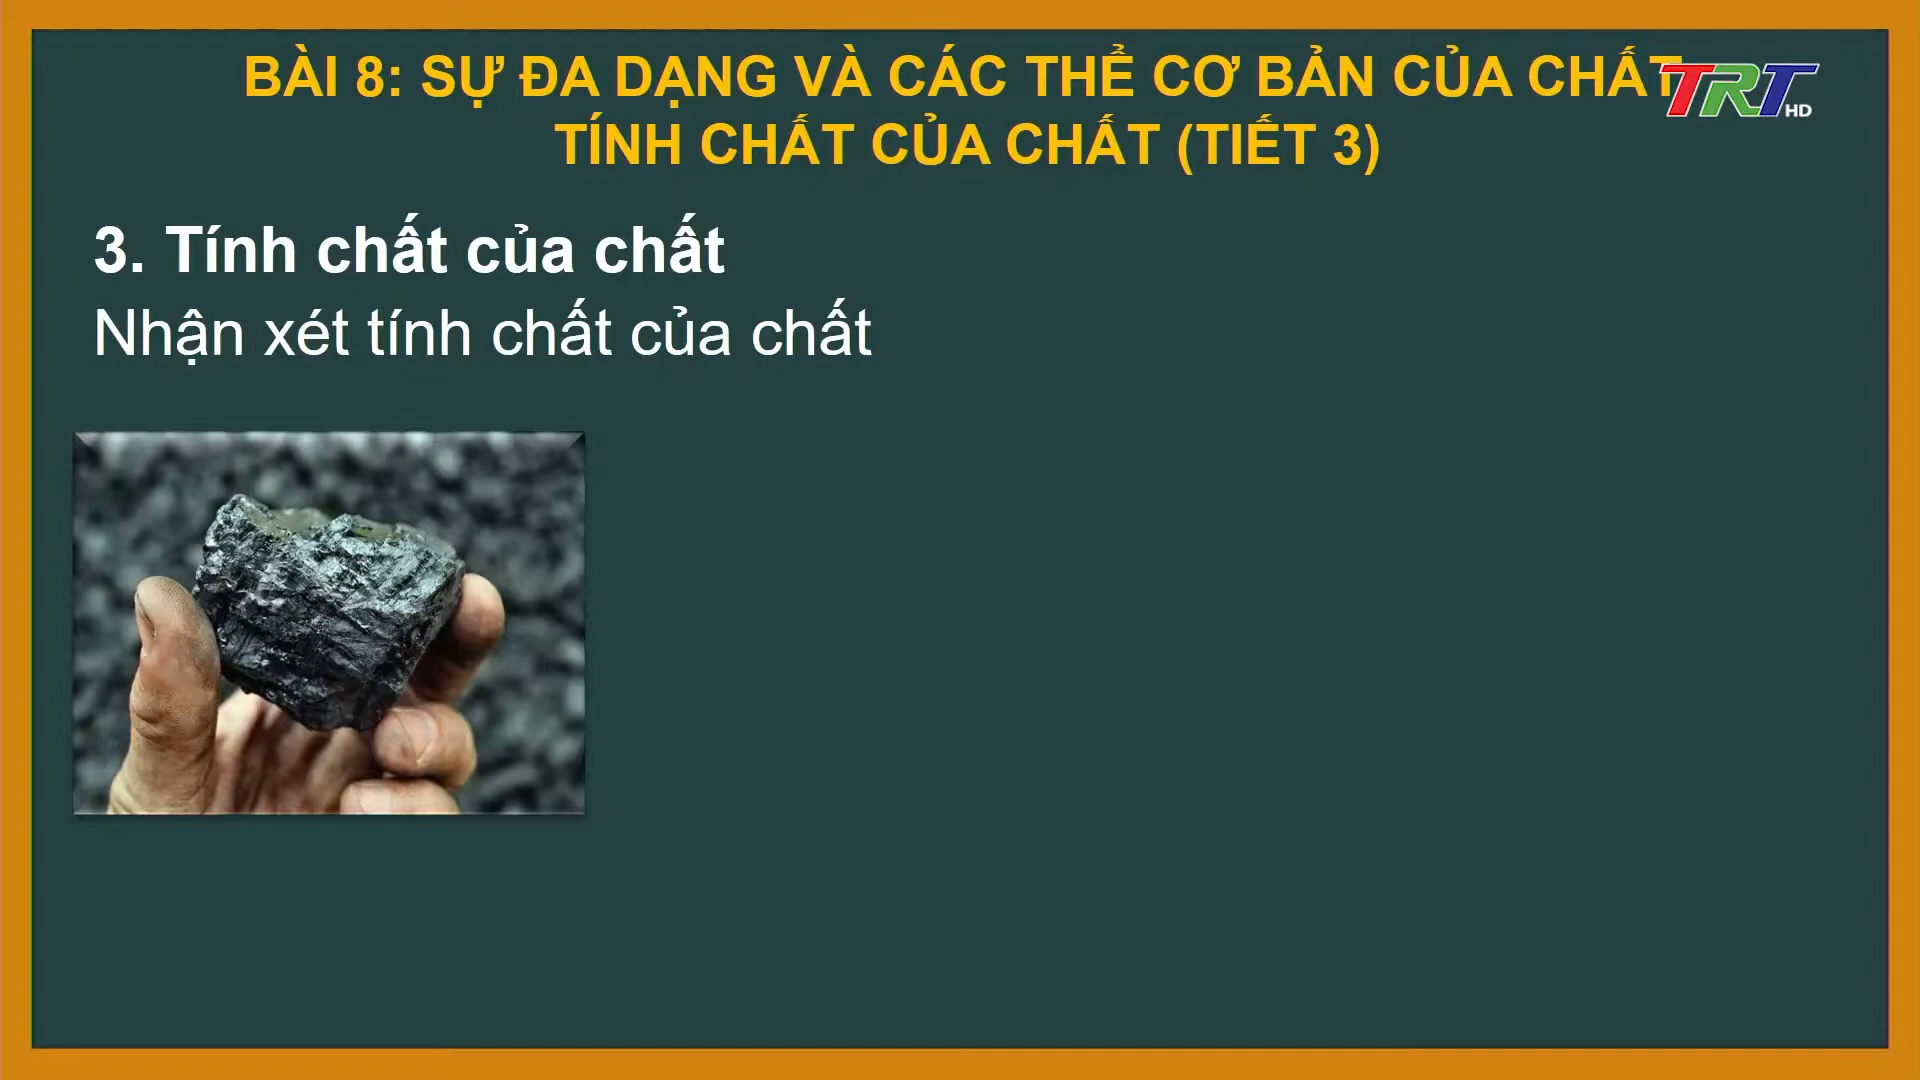 BÀI 8: SỰ ĐA DẠNG VÀ CÁC THỂ CƠ BẢN CỦA CHẤT
TRT HD
TÍNH CHẤT CỦA CHẤT (TIẾT 3)
3. Tính chất của chất
Nhận xét tính chất của chất